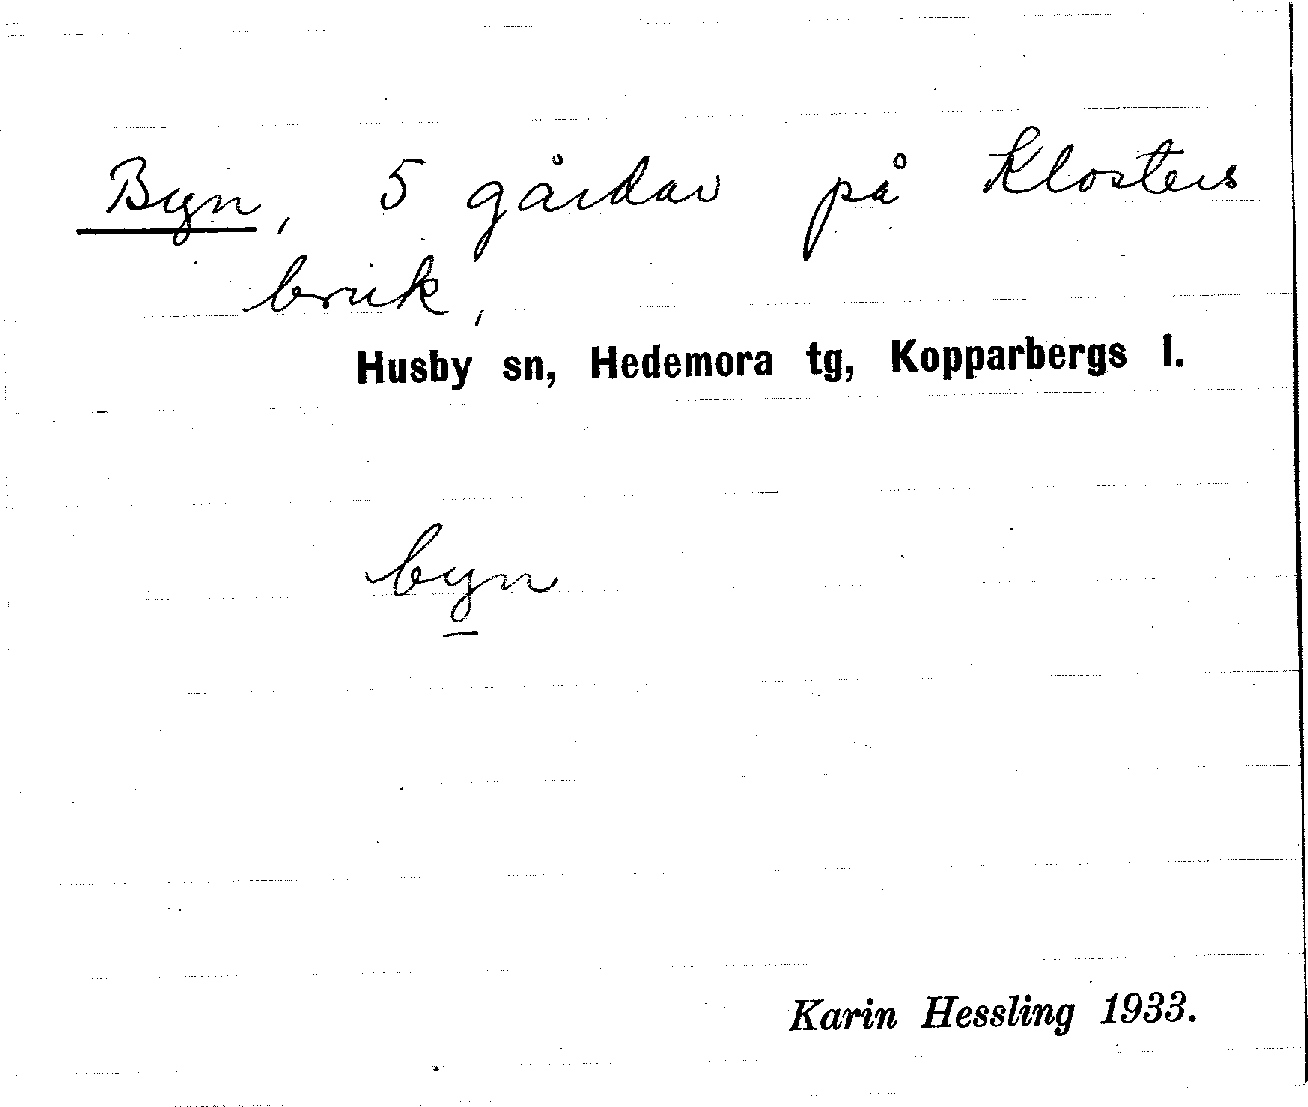 Byn, 5 gårdar på Klosters
bruk,
Husby sn, Hedemora tg, Kopparbergs l.
byn
Karin Hessling 1933.